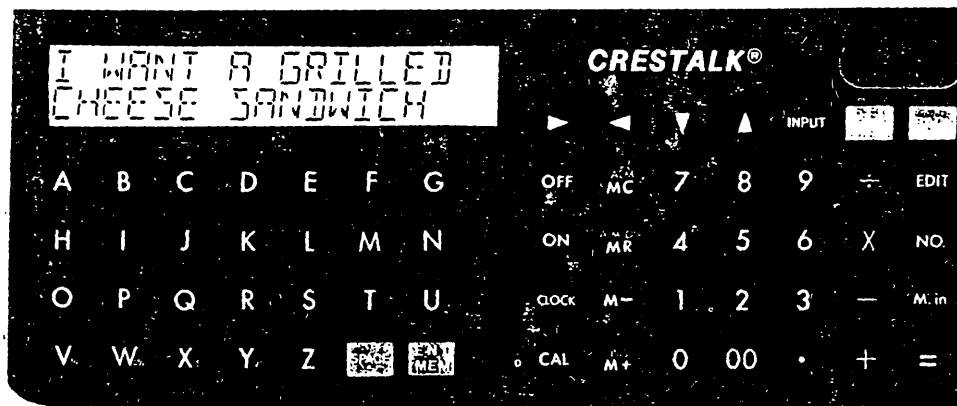 I WANT A GRILLED
CHEESE SANDWICH
CRESTALK®
INPUT
A B C D E F G OFF MC 7 8 9 ÷ EDIT
H I J K L M N ON MR 4 5 6 X NO.
O P Q R S T U CLOCK M- 1 2 3 - M.in
V W X Y Z SPACE MEM CAL M+ 0 00 . + =